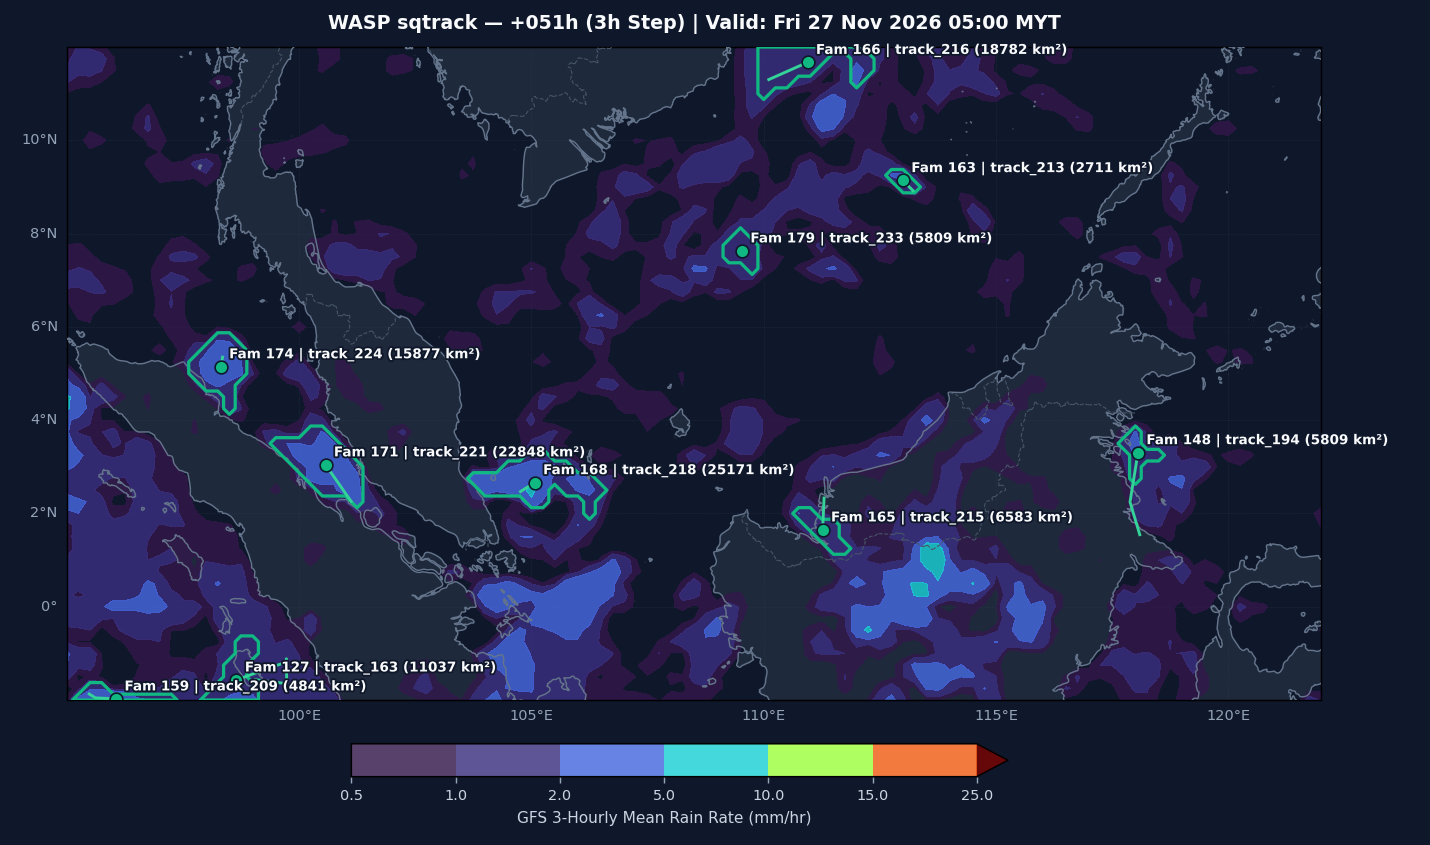 WASP sqtrack — +051h (3h Step) | Valid: Fri 27 Nov 2026 05:00 MYT
Fam 166 | track_216 (18782 km²)
10°N
Fam 163 | track_213 (2711 km²)
8°N
Fam 179 | track_233 (5809 km²)
6°N
Fam 174 | track_224 (15877 km²)
4°N
Fam 148 | track_194 (5809 km²)
Fam 171 | track_221 (22848 km²)
Fam 168 | track_218 (25171 km²)
2°N
Fam 165 | track_215 (6583 km²)
0°
Fam 127 | track_163 (11037 km²)
Fam 159 | track_209 (4841 km²)
100°E 105°E 110°E 115°E 120°E
0.5 1.0 2.0 5.0 10.0 15.0 25.0
GFS 3-Hourly Mean Rain Rate (mm/hr)